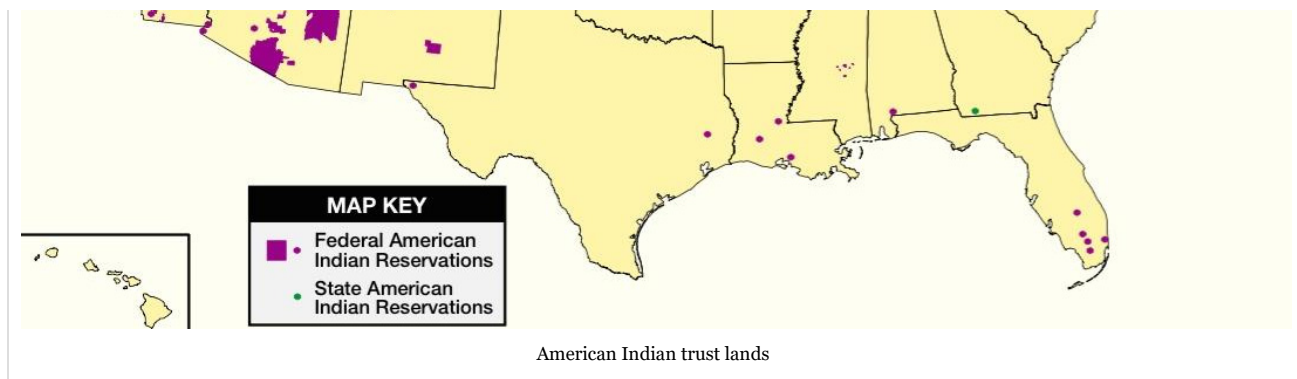 MAP KEY
Federal American
Indian Reservations
State American
Indian Reservations
American Indian trust lands